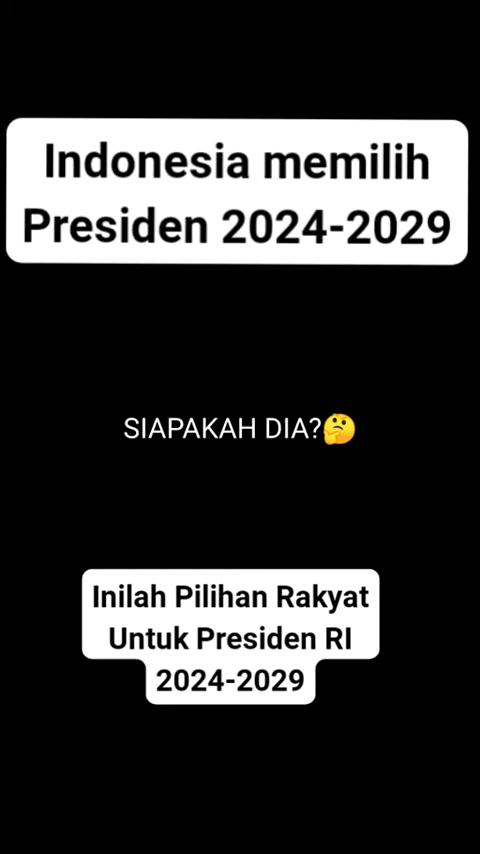 Indonesia memilih
Presiden 2024-2029
SIAPAKAH DIA?🤔
Inilah Pilihan Rakyat
Untuk Presiden RI
2024-2029